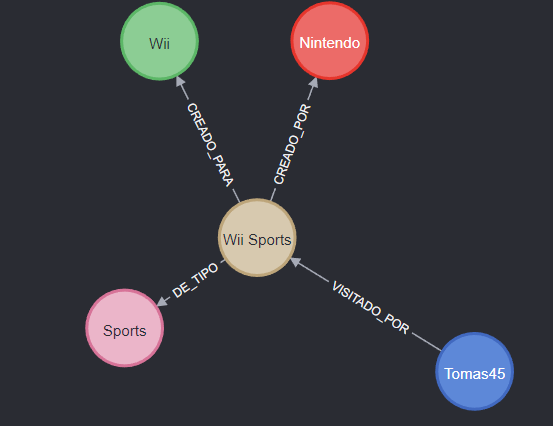 Wii
Nintendo
CREADO_PARA
CREADO_POR
Wii Sports
DE_TIPO
VISITADO_POR
Sports
Tomas45